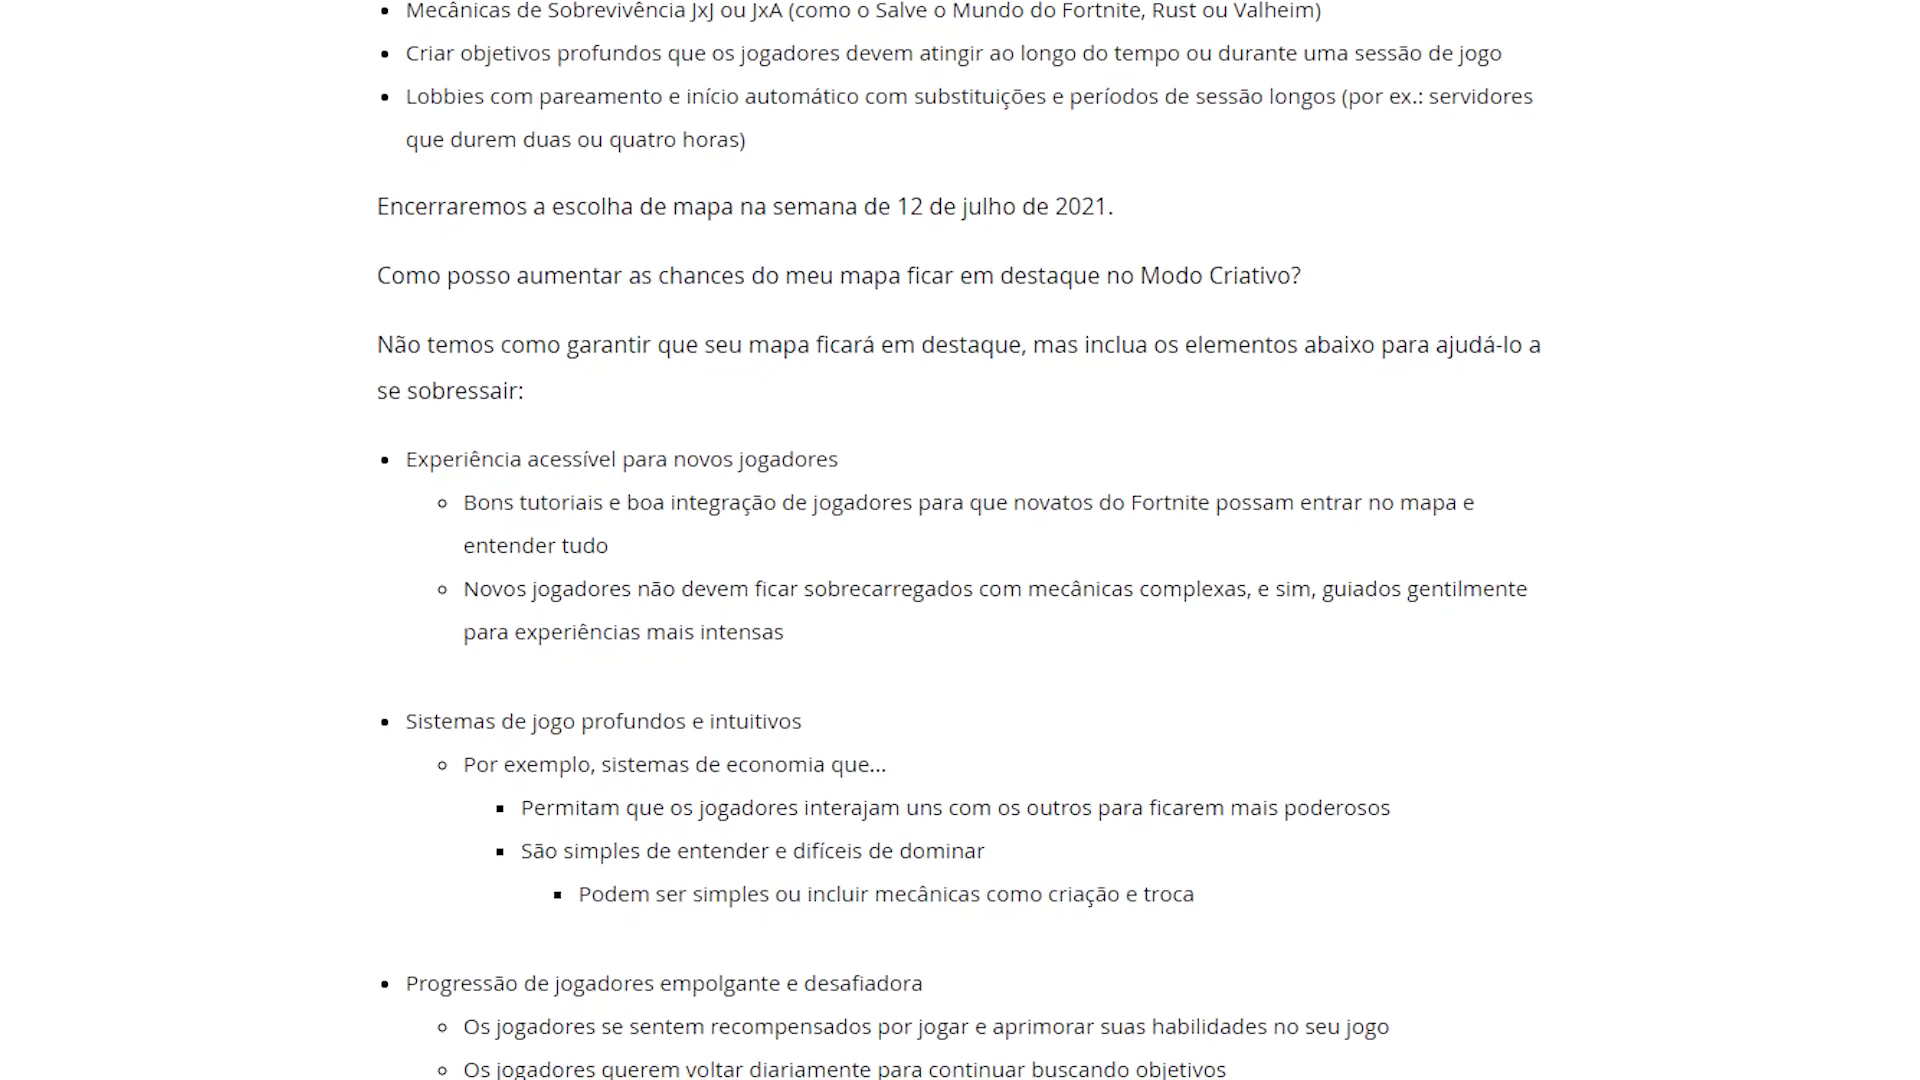 Mecânicas de Sobrevivência JxJ ou JxA (como o Salve o Mundo do Fortnite, Rust ou Valheim)
Criar objetivos profundos que os jogadores devem atingir ao longo do tempo ou durante uma sessão de jogo
Lobbies com pareamento e início automático com substituições e períodos de sessão longos (por ex.: servidores
que durem duas ou quatro horas)
Encerraremos a escolha de mapa na semana de 12 de julho de 2021.
Como posso aumentar as chances do meu mapa ficar em destaque no Modo Criativo?
Não temos como garantir que seu mapa ficará em destaque, mas inclua os elementos abaixo para ajudá-lo a
se sobressair:
Experiência acessível para novos jogadores
Bons tutoriais e boa integração de jogadores para que novatos do Fortnite possam entrar no mapa e
entender tudo
Novos jogadores não devem ficar sobrecarregados com mecânicas complexas, e sim, guiados gentilmente
para experiências mais intensas
Sistemas de jogo profundos e intuitivos
Por exemplo, sistemas de economia que...
Permitam que os jogadores interajam uns com os outros para ficarem mais poderosos
São simples de entender e difíceis de dominar
Podem ser simples ou incluir mecânicas como criação e troca
Progressão de jogadores empolgante e desafiadora
Os jogadores se sentem recompensados por jogar e aprimorar suas habilidades no seu jogo
Os jogadores querem voltar diariamente para continuar buscando objetivos